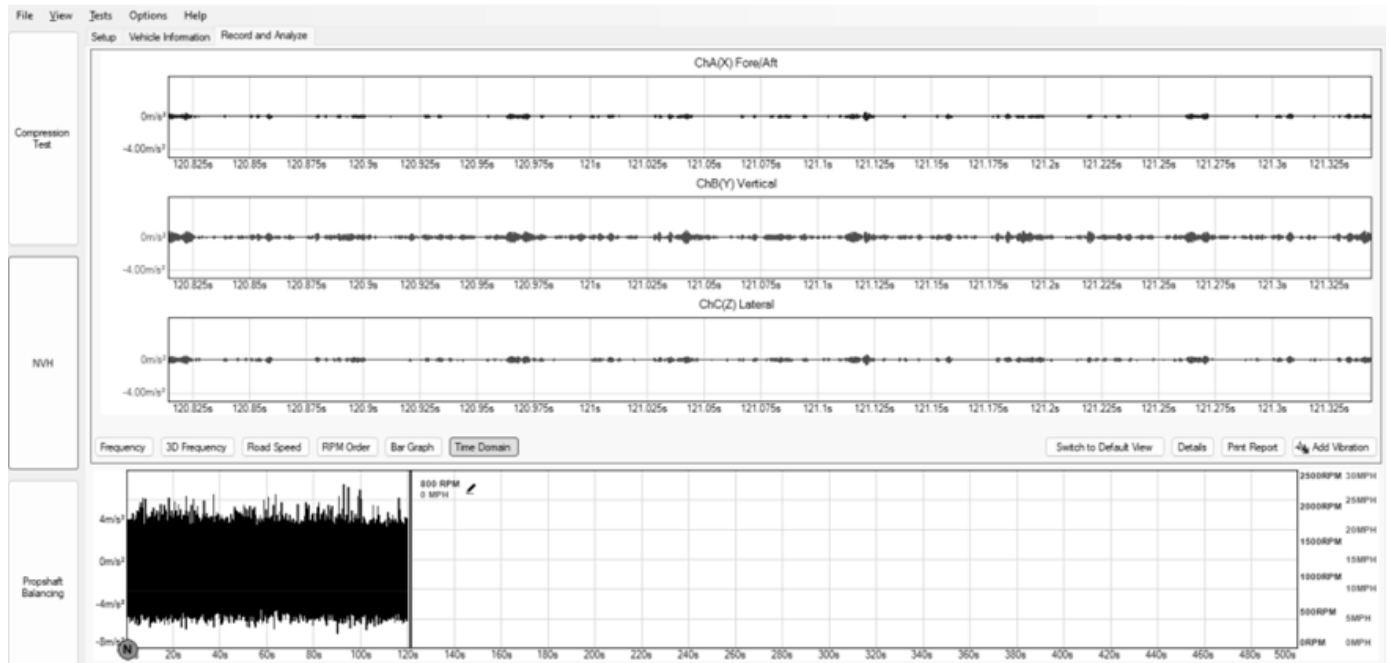 File View Tests Options Help
Setup Vehicle Information Record and Analyze
Compression
Test
NVH
Propshaft
Balancing
ChA(X) Fore/Aft
0m/s²
-4.00m/s²
120.825s 120.85s 120.875s 120.9s 120.925s 120.95s 120.975s 121s 121.025s 121.05s 121.075s 121.1s 121.125s 121.15s 121.175s 121.2s 121.225s 121.25s 121.275s 121.3s 121.325s
ChB(Y) Vertical
0m/s²
-4.00m/s²
120.825s 120.85s 120.875s 120.9s 120.925s 120.95s 120.975s 121s 121.025s 121.05s 121.075s 121.1s 121.125s 121.15s 121.175s 121.2s 121.225s 121.25s 121.275s 121.3s 121.325s
ChC(Z) Lateral
0m/s²
-4.00m/s²
120.825s 120.85s 120.875s 120.9s 120.925s 120.95s 120.975s 121s 121.025s 121.05s 121.075s 121.1s 121.125s 121.15s 121.175s 121.2s 121.225s 121.25s 121.275s 121.3s 121.325s
Frequency 3D Frequency Road Speed RPM Order Bar Graph Time Domain Switch to Default View Details Print Report Add Vibration
800 RPM
0 MPH
4m/s²
0m/s²
-4m/s²
-8m/s²
N
2500RPM 30MPH
25MPH
2000RPM
20MPH
1500RPM
15MPH
1000RPM
10MPH
500RPM
5MPH
0RPM 0MPH
20s 40s 60s 80s 100s 120s 140s 160s 180s 200s 220s 240s 260s 280s 300s 320s 340s 360s 380s 400s 420s 440s 460s 480s 500s